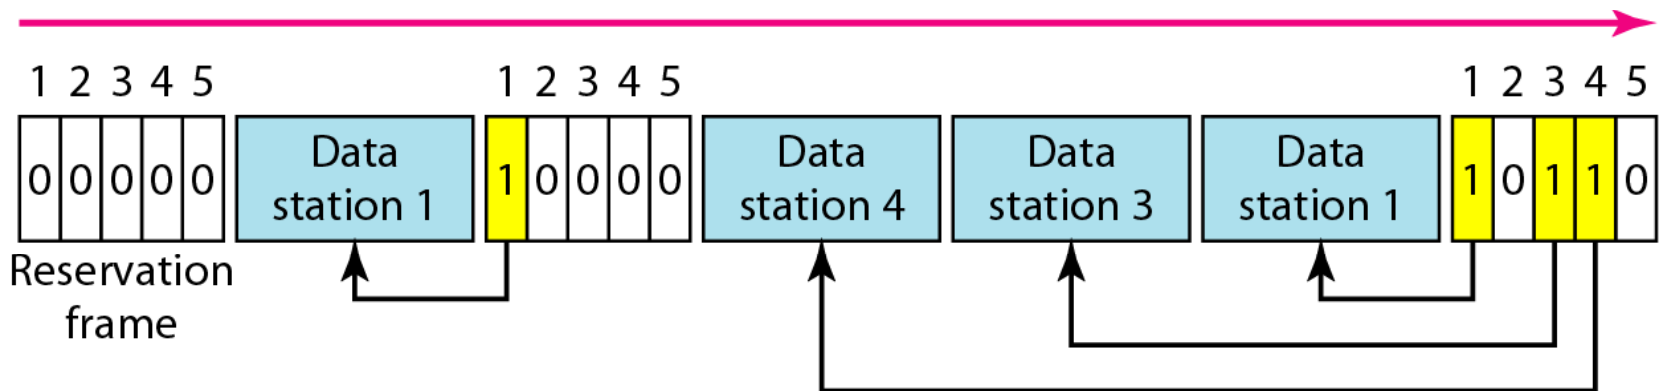 1 2 3 4 5 1 2 3 4 5 1 2 3 4 5
0 0 0 0 0 Data station 1 1 0 0 0 0 Data station 4 Data station 3 Data station 1 1 0 1 1 0
Reservation
frame